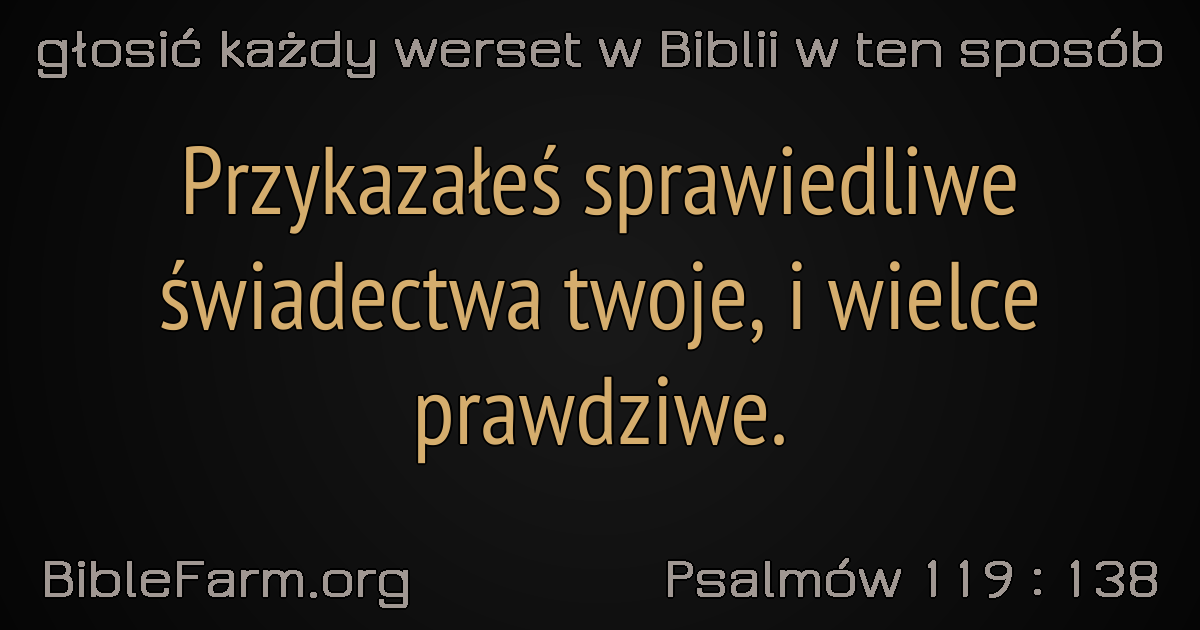 głosić każdy werset w Biblii w ten sposób
Przykazałeś sprawiedliwe
świadectwa twoje, i wielce
prawdziwe.
BibleFarm.org
Psalmów 119 : 138